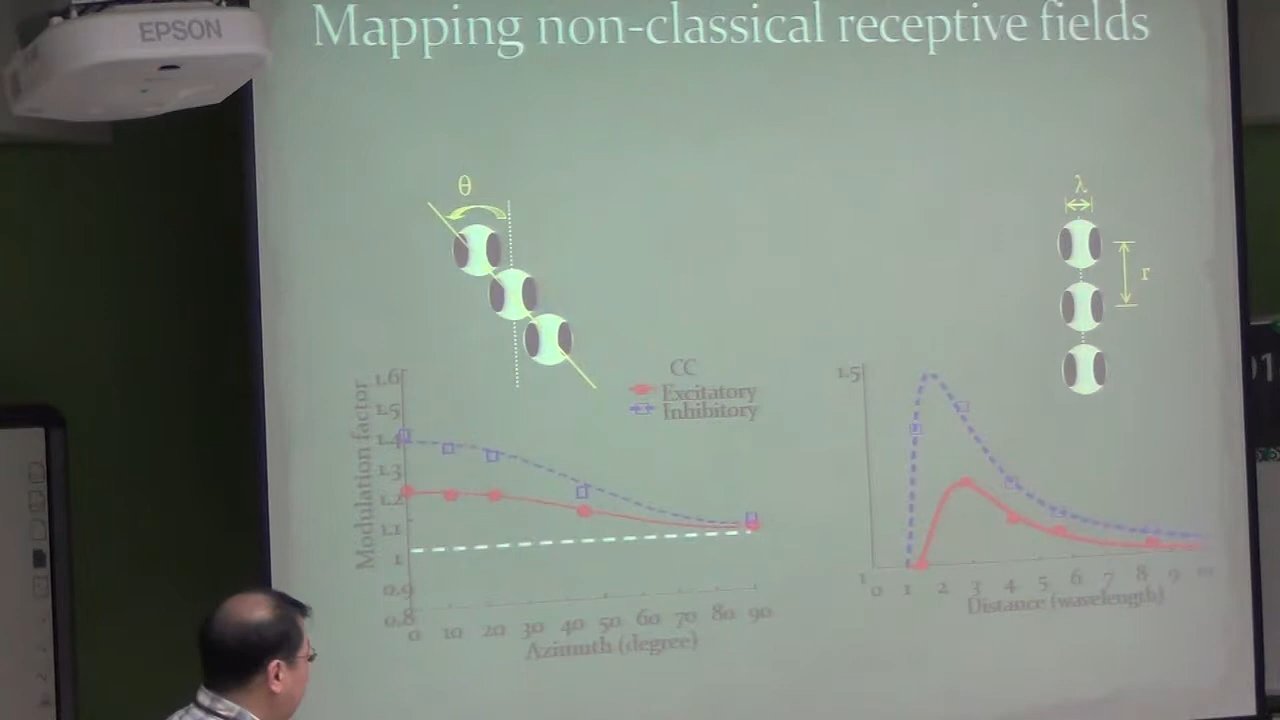 EPSON
Mapping non-classical receptive fields
θ
λ
r
CC
Excitatory
Inhibitory
Modulation factor
1.6
1.5
1.4
1.3
1.2
1.1
1
0.9
0.8
0 10 20 30 40 50 60 70 80 90
Azimuth (degree)
1.5
1
0 1 2 3 4 5 6 7 8 9 10
Distance (wavelength)